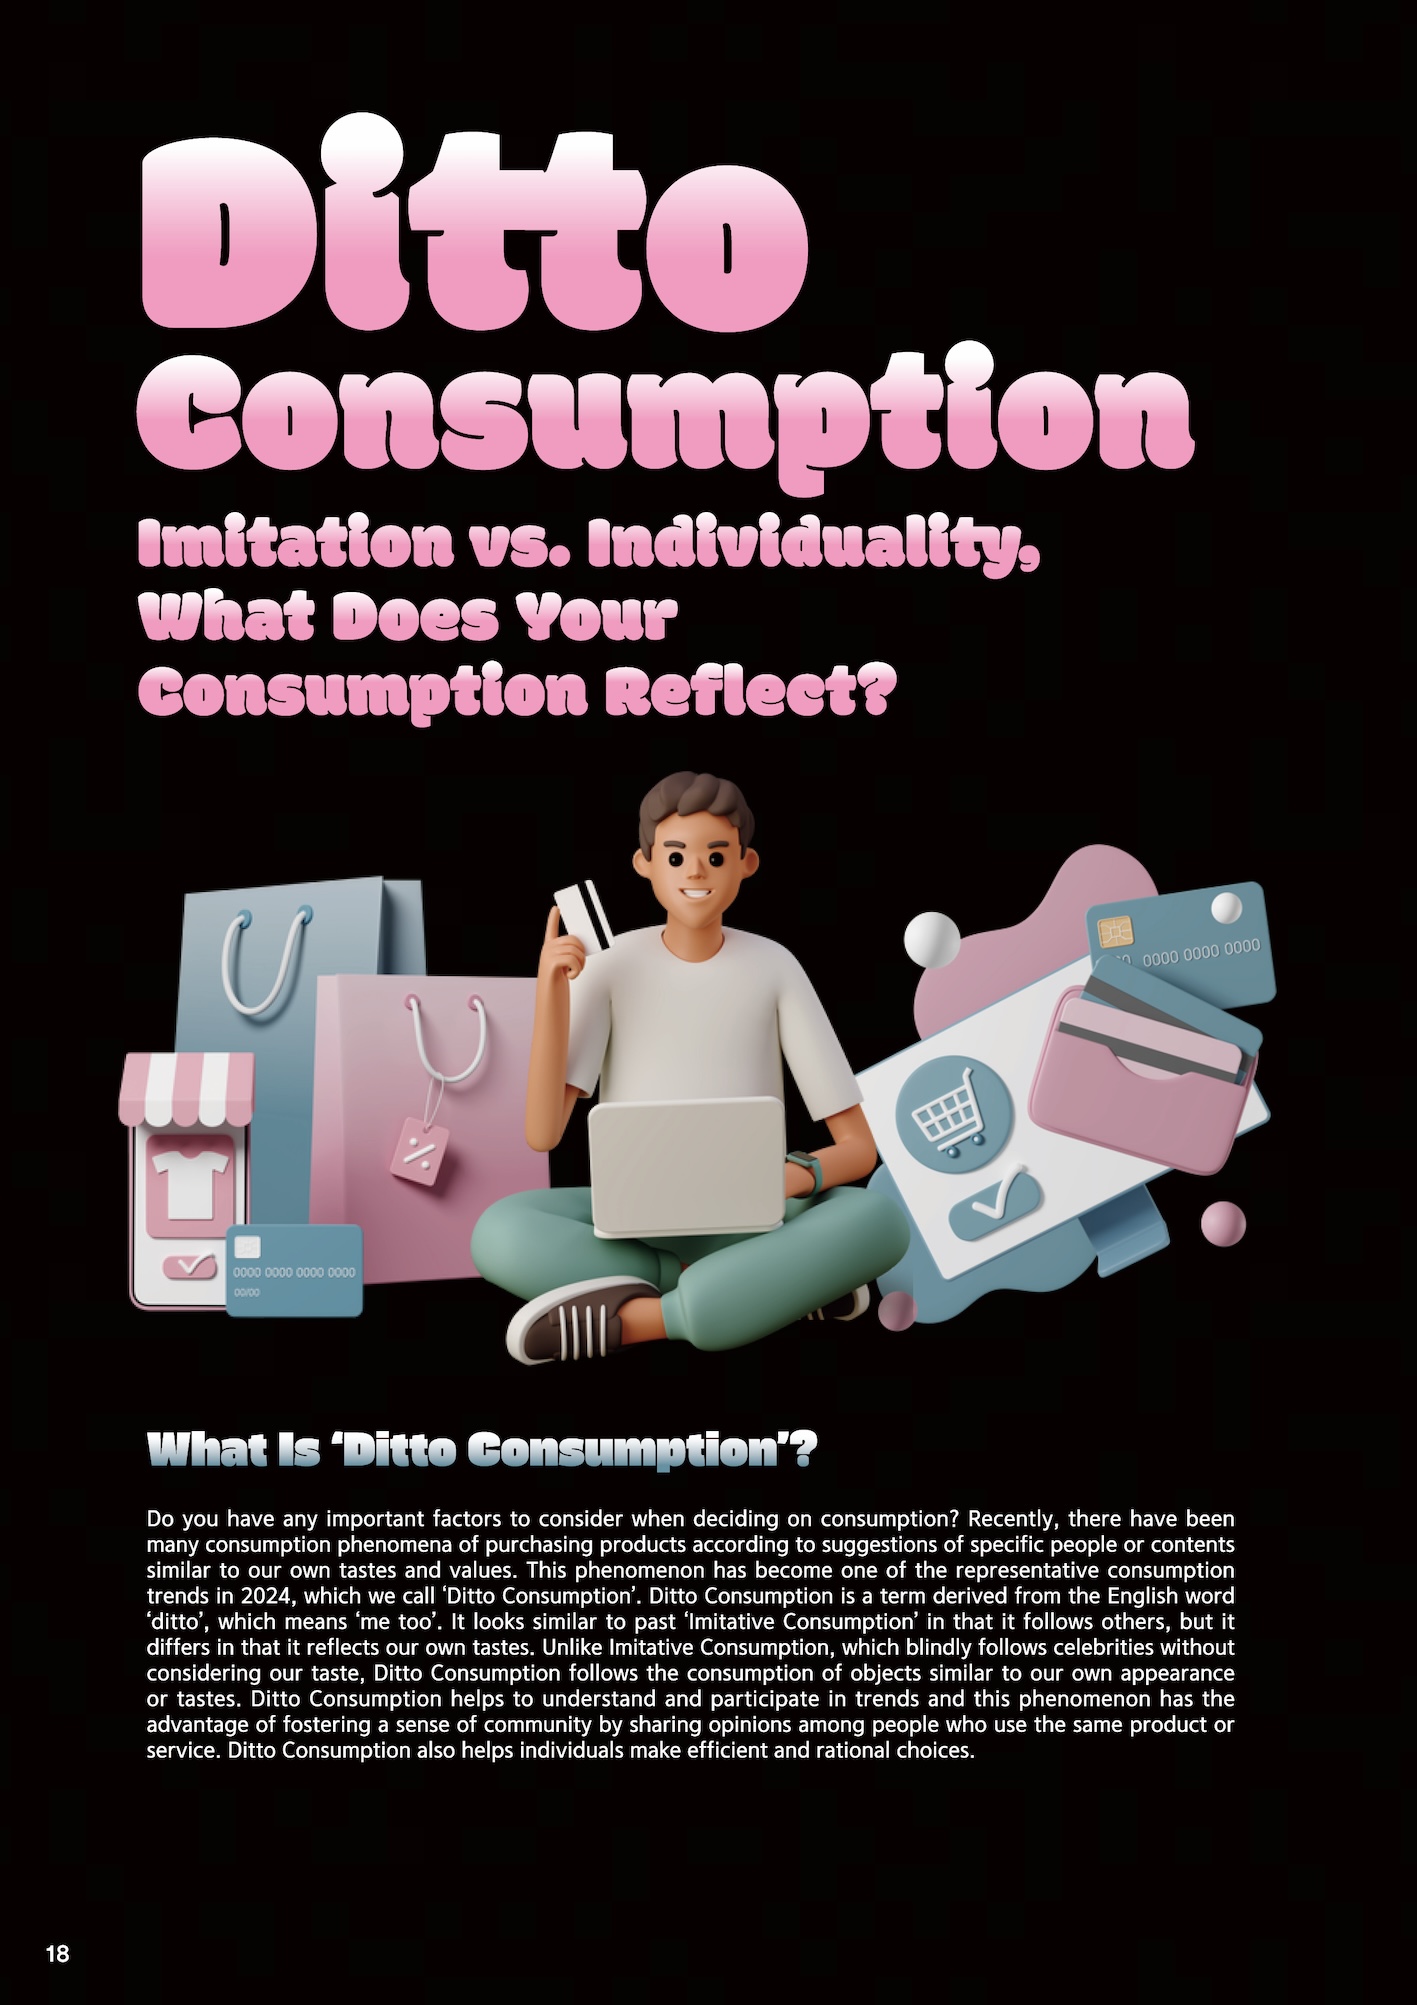 Ditto
Consumption
Imitation vs. Individuality,
What Does Your
Consumption Reflect?
0000 0000 0000
%
0000 0000 0000 0000
00/00
What Is ‘Ditto Consumption’?
Do you have any important factors to consider when deciding on consumption? Recently, there have been
many consumption phenomena of purchasing products according to suggestions of specific people or contents
similar to our own tastes and values. This phenomenon has become one of the representative consumption
trends in 2024, which we call ‘Ditto Consumption’. Ditto Consumption is a term derived from the English word
‘ditto’, which means ‘me too’. It looks similar to past ‘Imitative Consumption’ in that it follows others, but it
differs in that it reflects our own tastes. Unlike Imitative Consumption, which blindly follows celebrities without
considering our taste, Ditto Consumption follows the consumption of objects similar to our own appearance
or tastes. Ditto Consumption helps to understand and participate in trends and this phenomenon has the
advantage of fostering a sense of community by sharing opinions among people who use the same product or
service. Ditto Consumption also helps individuals make efficient and rational choices.
18